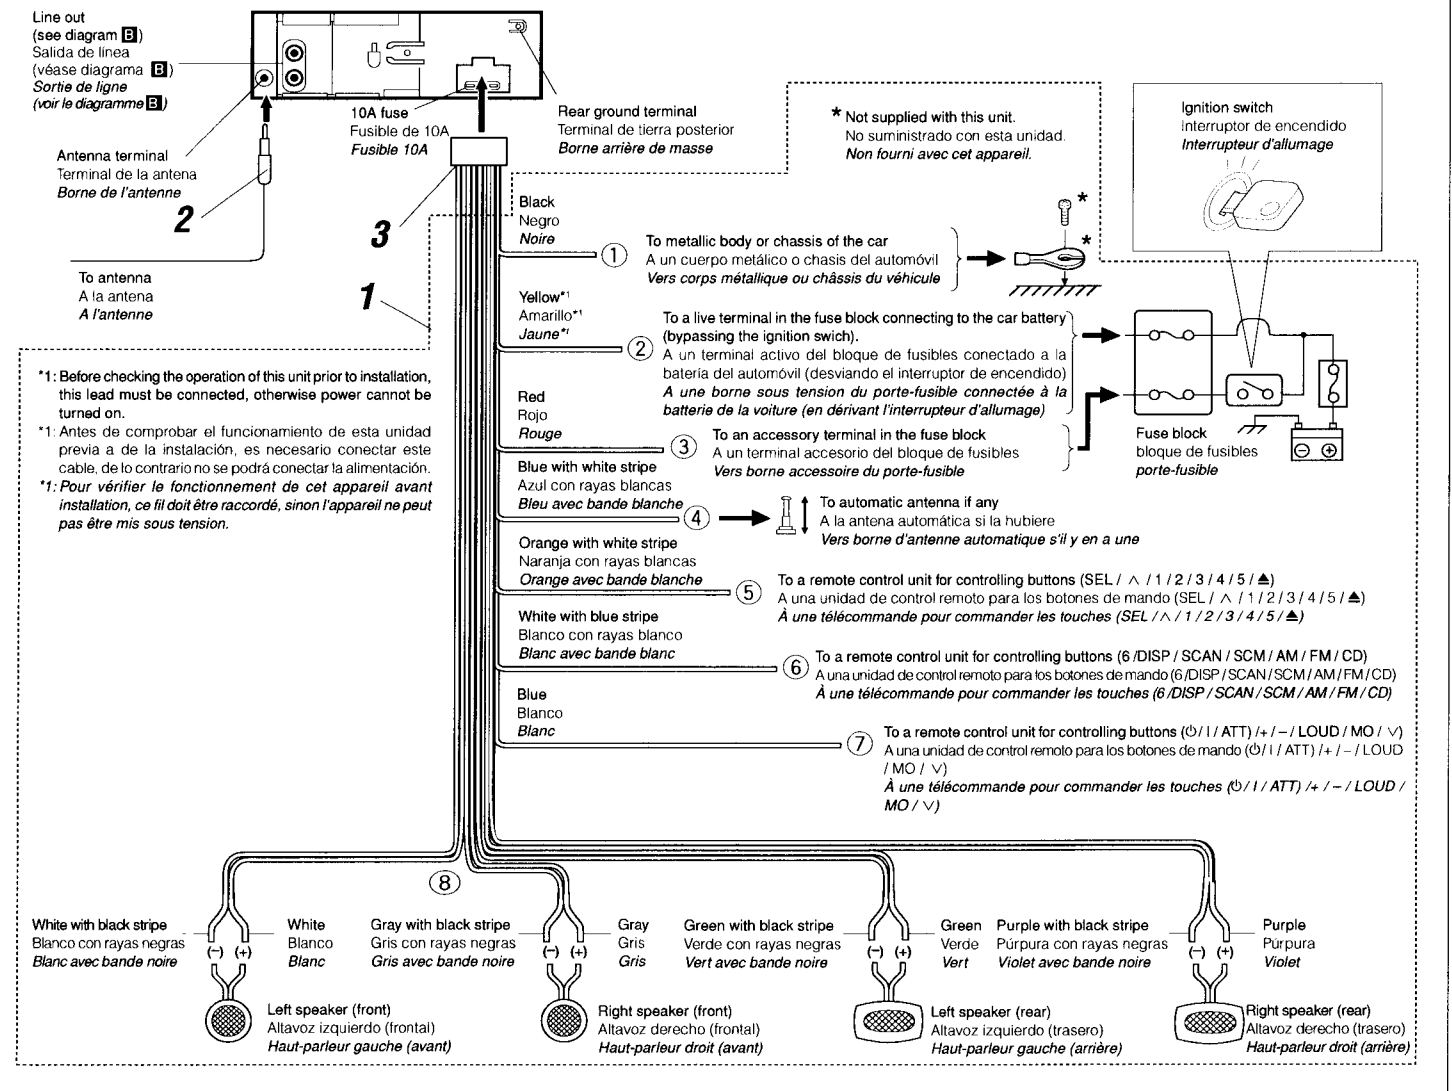 Line out
(see diagram B)
Salida de línea
(véase diagrama B)
Sortie de ligne
(voir le diagramme B)
10A fuse
Fusible de 10A
Fusible 10A
Rear ground terminal
Terminal de tierra posterior
Borne arrière de masse
* Not supplied with this unit.
No suministrado con esta unidad.
Non fourni avec cet appareil.
Ignition switch
Interruptor de encendido
Interrupteur d'allumage
Antenna terminal
Terminal de la antena
Borne de l'antenne
2
3
To antenna
A la antena
A l'antenne
1
Black
Negro
Noire
1
To metallic body or chassis of the car
A un cuerpo metálico o chasis del automóvil
Vers corps métallique ou châssis du véhicule
*
*
Yellow*1
Amarillo*1
Jaune*1
2
To a live terminal in the fuse block connecting to the car battery
(bypassing the ignition swich).
A un terminal activo del bloque de fusibles conectado a la
batería del automóvil (desviando el interruptor de encendido)
A une borne sous tension du porte-fusible connectée à la
batterie de la voiture (en dérivant l'interrupteur d'allumage)
*1: Before checking the operation of this unit prior to installation,
this lead must be connected, otherwise power cannot be
turned on.
*1: Antes de comprobar el funcionamiento de esta unidad
previa a de la instalación, es necesario conectar este
cable, de lo contrario no se podrá conectar la alimentación.
*1: Pour vérifier le fonctionnement de cet appareil avant
installation, ce fil doit être raccordé, sinon l'appareil ne peut
pas être mis sous tension.
Red
Rojo
Rouge
3
To an accessory terminal in the fuse block
A un terminal accesorio del bloque de fusibles
Vers borne accessoire du porte-fusible
Fuse block
bloque de fusibles
porte-fusible
⊖ ⊕
Blue with white stripe
Azul con rayas blancas
Bleu avec bande blanche
4
To automatic antenna if any
A la antena automática si la hubiere
Vers borne d'antenne automatique s'il y en a une
Orange with white stripe
Naranja con rayas blancas
Orange avec bande blanche
5
To a remote control unit for controlling buttons (SEL / ∧ / 1 / 2 / 3 / 4 / 5 / ⏏)
A una unidad de control remoto para los botones de mando (SEL / ∧ / 1 / 2 / 3 / 4 / 5 / ⏏)
À une télécommande pour commander les touches (SEL / ∧ / 1 / 2 / 3 / 4 / 5 / ⏏)
White with blue stripe
Blanco con rayas blanco
Blanc avec bande blanc
6
To a remote control unit for controlling buttons (6 /DISP / SCAN / SCM / AM / FM / CD)
A una unidad de control remoto para los botones de mando (6 /DISP / SCAN / SCM / AM / FM / CD)
À une télécommande pour commander les touches (6 /DISP / SCAN / SCM / AM / FM / CD)
Blue
Blanco
Blanc
7
To a remote control unit for controlling buttons (⏻/ I / ATT) /+ / – / LOUD / MO / ∨)
A una unidad de control remoto para los botones de mando (⏻/ I / ATT) /+ / – / LOUD
/ MO / ∨)
À une télécommande pour commander les touches (⏻/ I / ATT) /+ / – / LOUD /
MO / ∨)
8
White with black stripe
Blanco con rayas negras
Blanc avec bande noire
(–) (+)
White
Blanco
Blanc
Left speaker (front)
Altavoz izquierdo (frontal)
Haut-parleur gauche (avant)
Gray with black stripe
Gris con rayas negras
Gris avec bande noire
(–) (+)
Gray
Gris
Gris
Right speaker (front)
Altavoz derecho (frontal)
Haut-parleur droit (avant)
Green with black stripe
Verde con rayas negras
Vert avec bande noire
(–) (+)
Green
Verde
Vert
Left speaker (rear)
Altavoz izquierdo (trasero)
Haut-parleur gauche (arrière)
Purple with black stripe
Púrpura con rayas negras
Violet avec bande noire
(–) (+)
Purple
Púrpura
Violet
Right speaker (rear)
Altavoz derecho (trasero)
Haut-parleur droit (arrière)